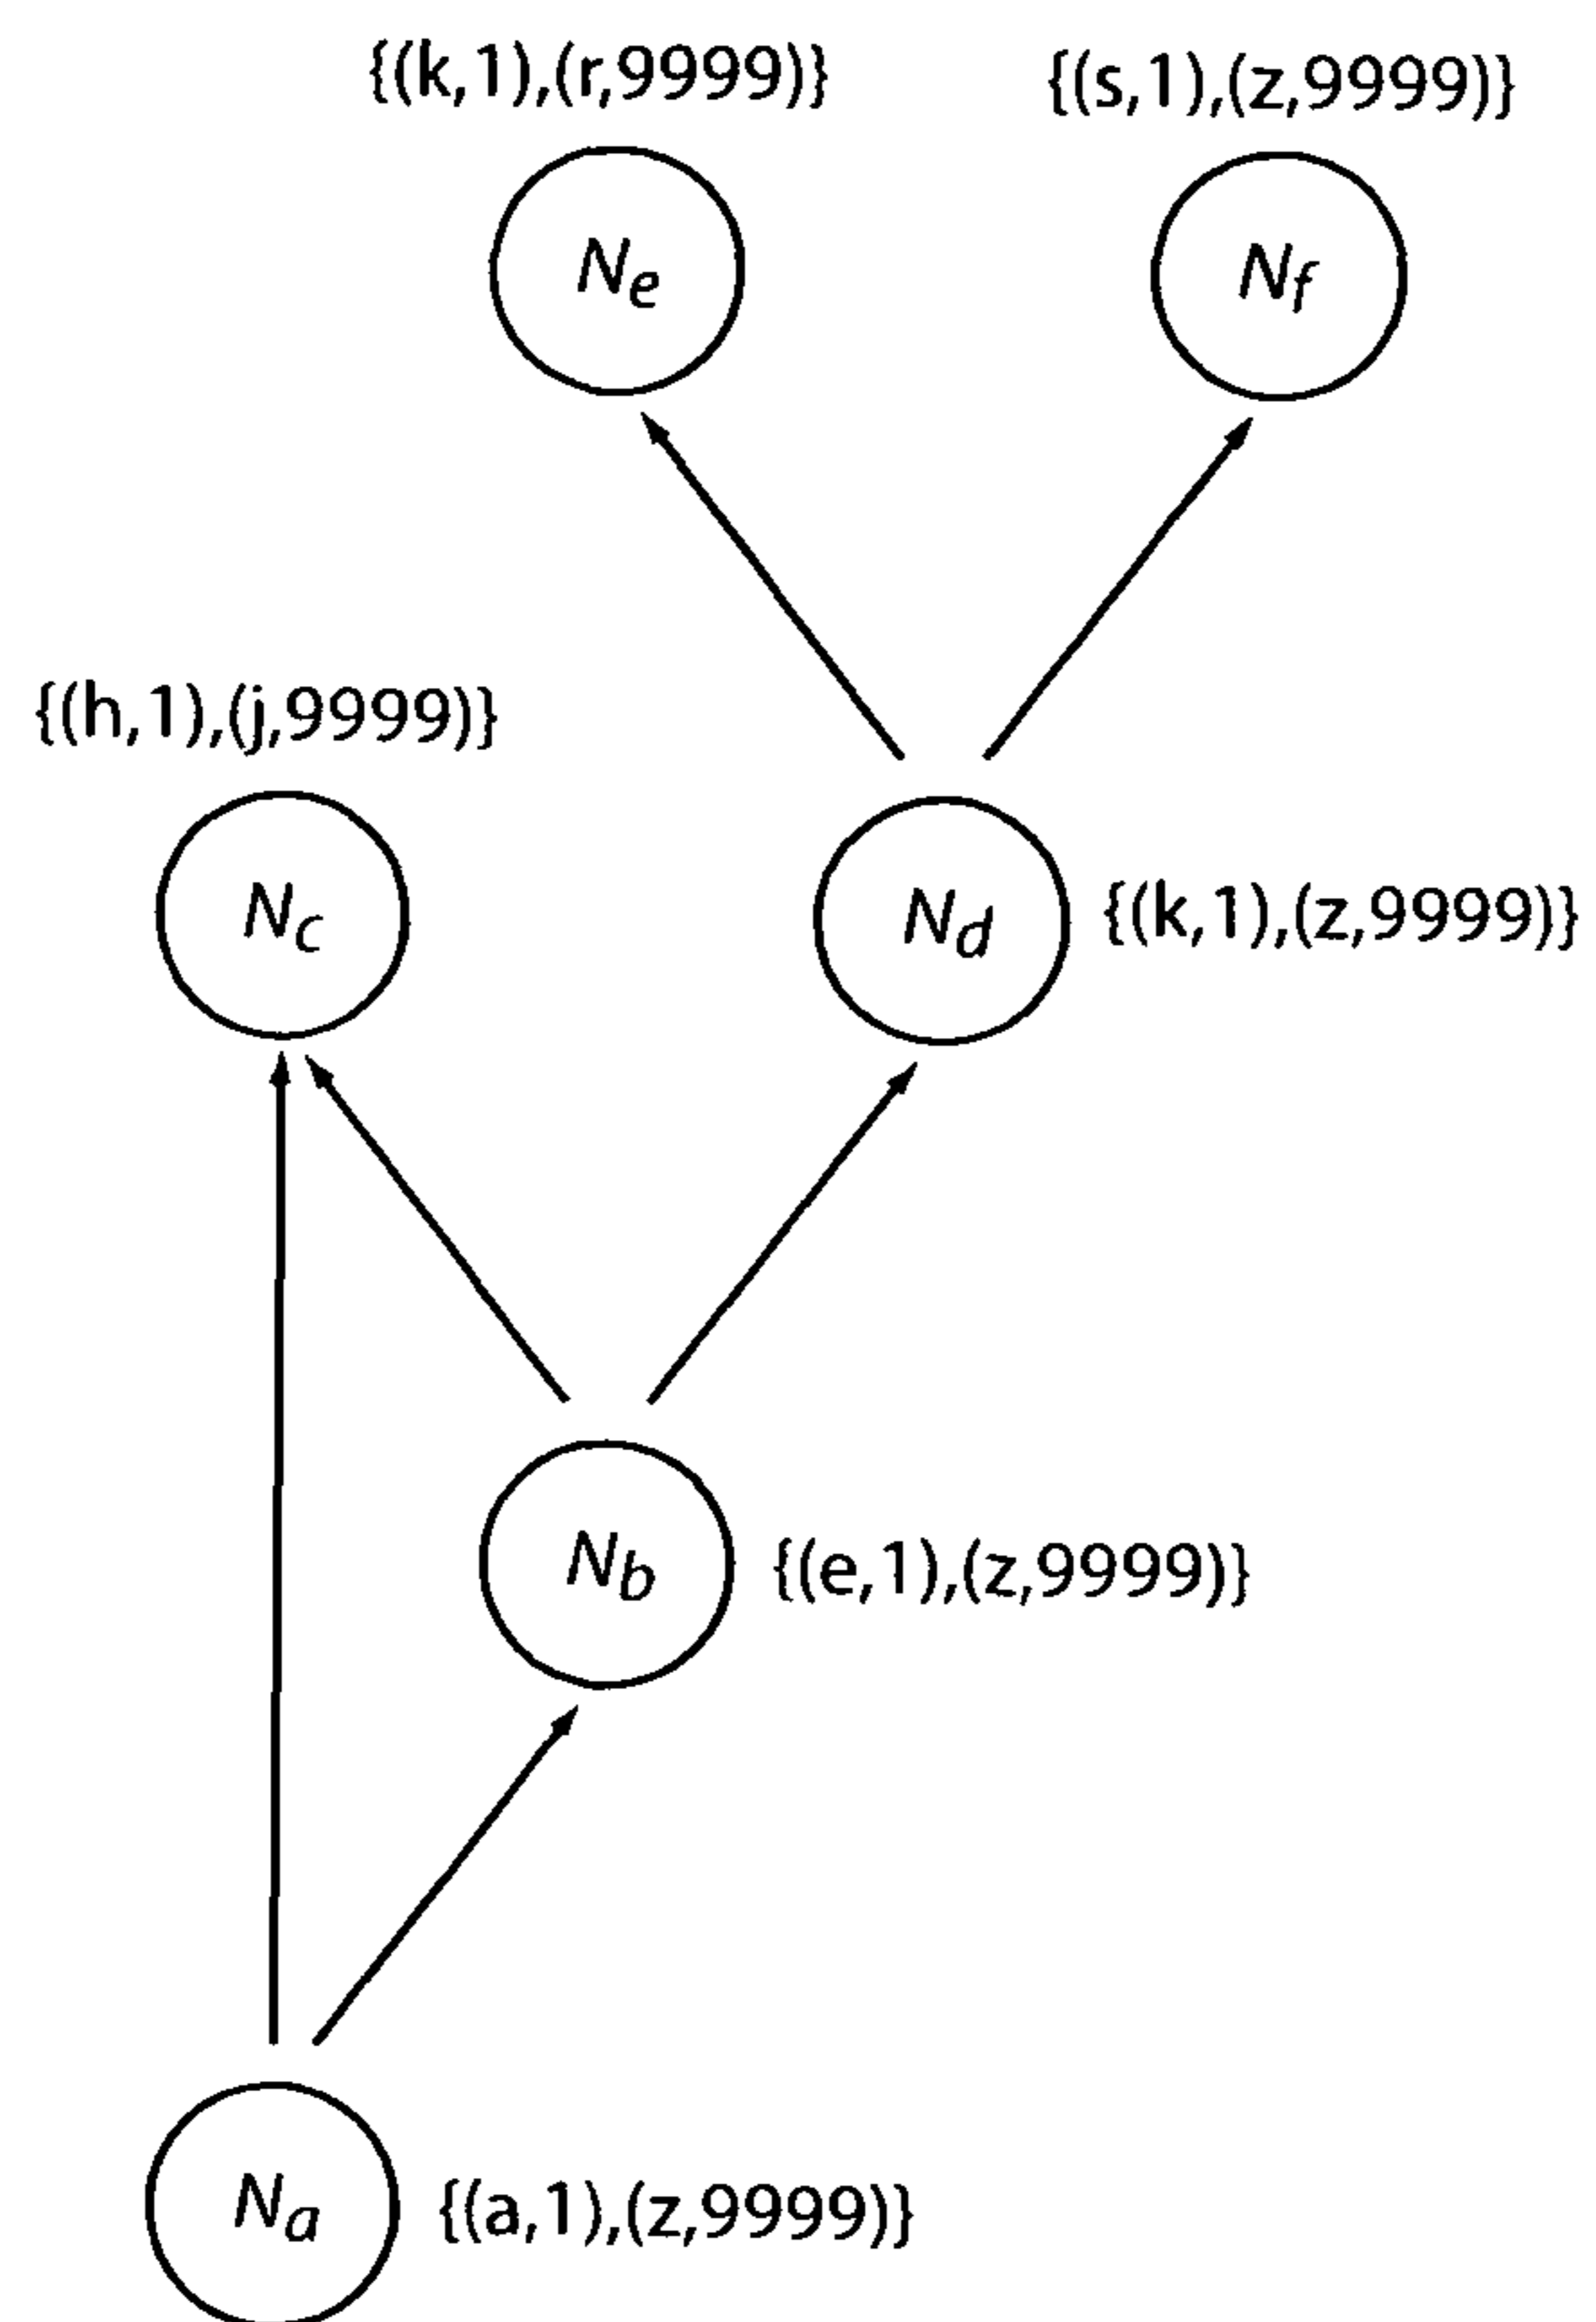 {(k,1),(r,9999)} {(s,1),(z,9999)}
Ne Nf
{(h,1),(j,9999)}
Nc Nd {(k,1),(z,9999)}
Nb {(e,1),(z,9999)}
Na {(a,1),(z,9999)}